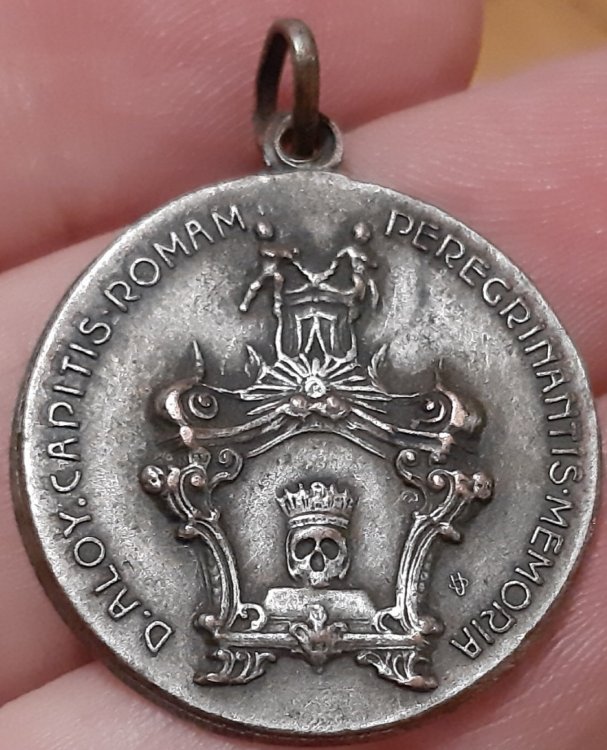 D. ALOY. CAPITIS · ROMAM PEREGRINANTIS · MEMORIA